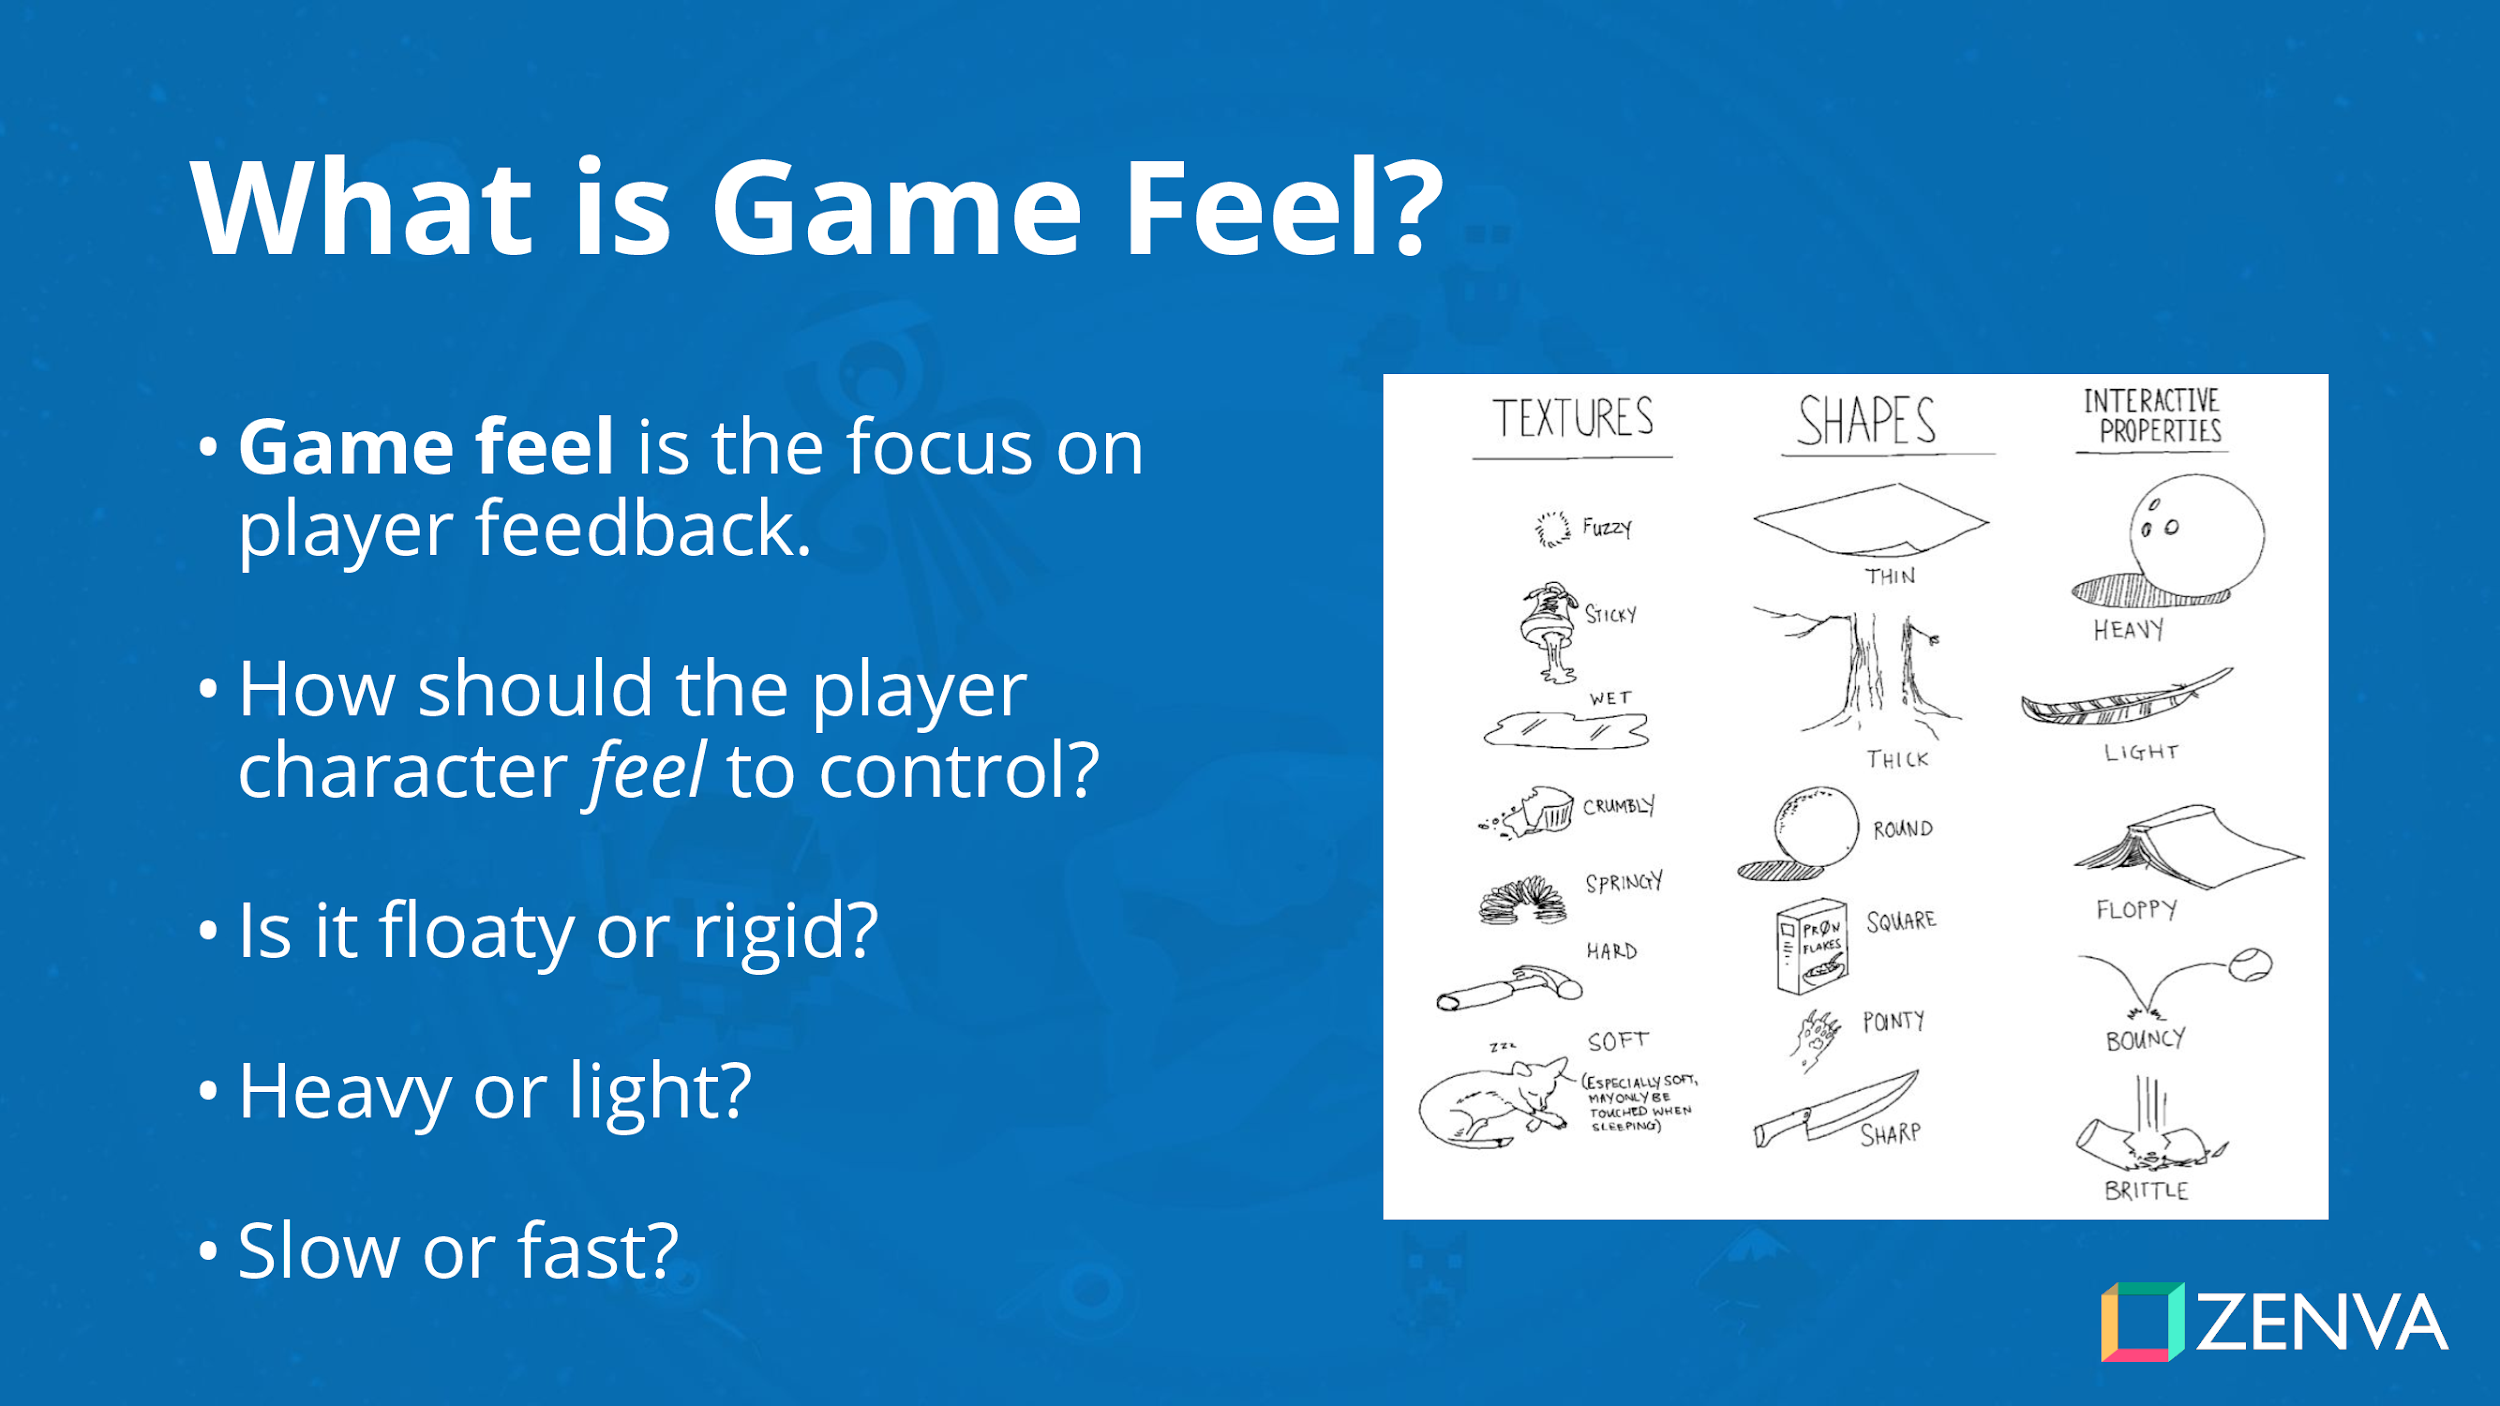 What is Game Feel?
• Game feel is the focus on
player feedback.
• How should the player
character feel to control?
• Is it floaty or rigid?
• Heavy or light?
• Slow or fast?
TEXTURES
FUZZY
STICKY
WET
CRUMBLY
SPRINGY
HARD
zzz
SOFT
(ESPECIALLY SOFT,
MAY ONLY BE
TOUCHED WHEN
SLEEPING)
SHAPES
THIN
THICK
ROUND
SQUARE
PRØN
FLAKES
POINTY
SHARP
INTERACTIVE
PROPERTIES
HEAVY
LIGHT
FLOPPY
BOUNCY
BRITTLE
ZENVA